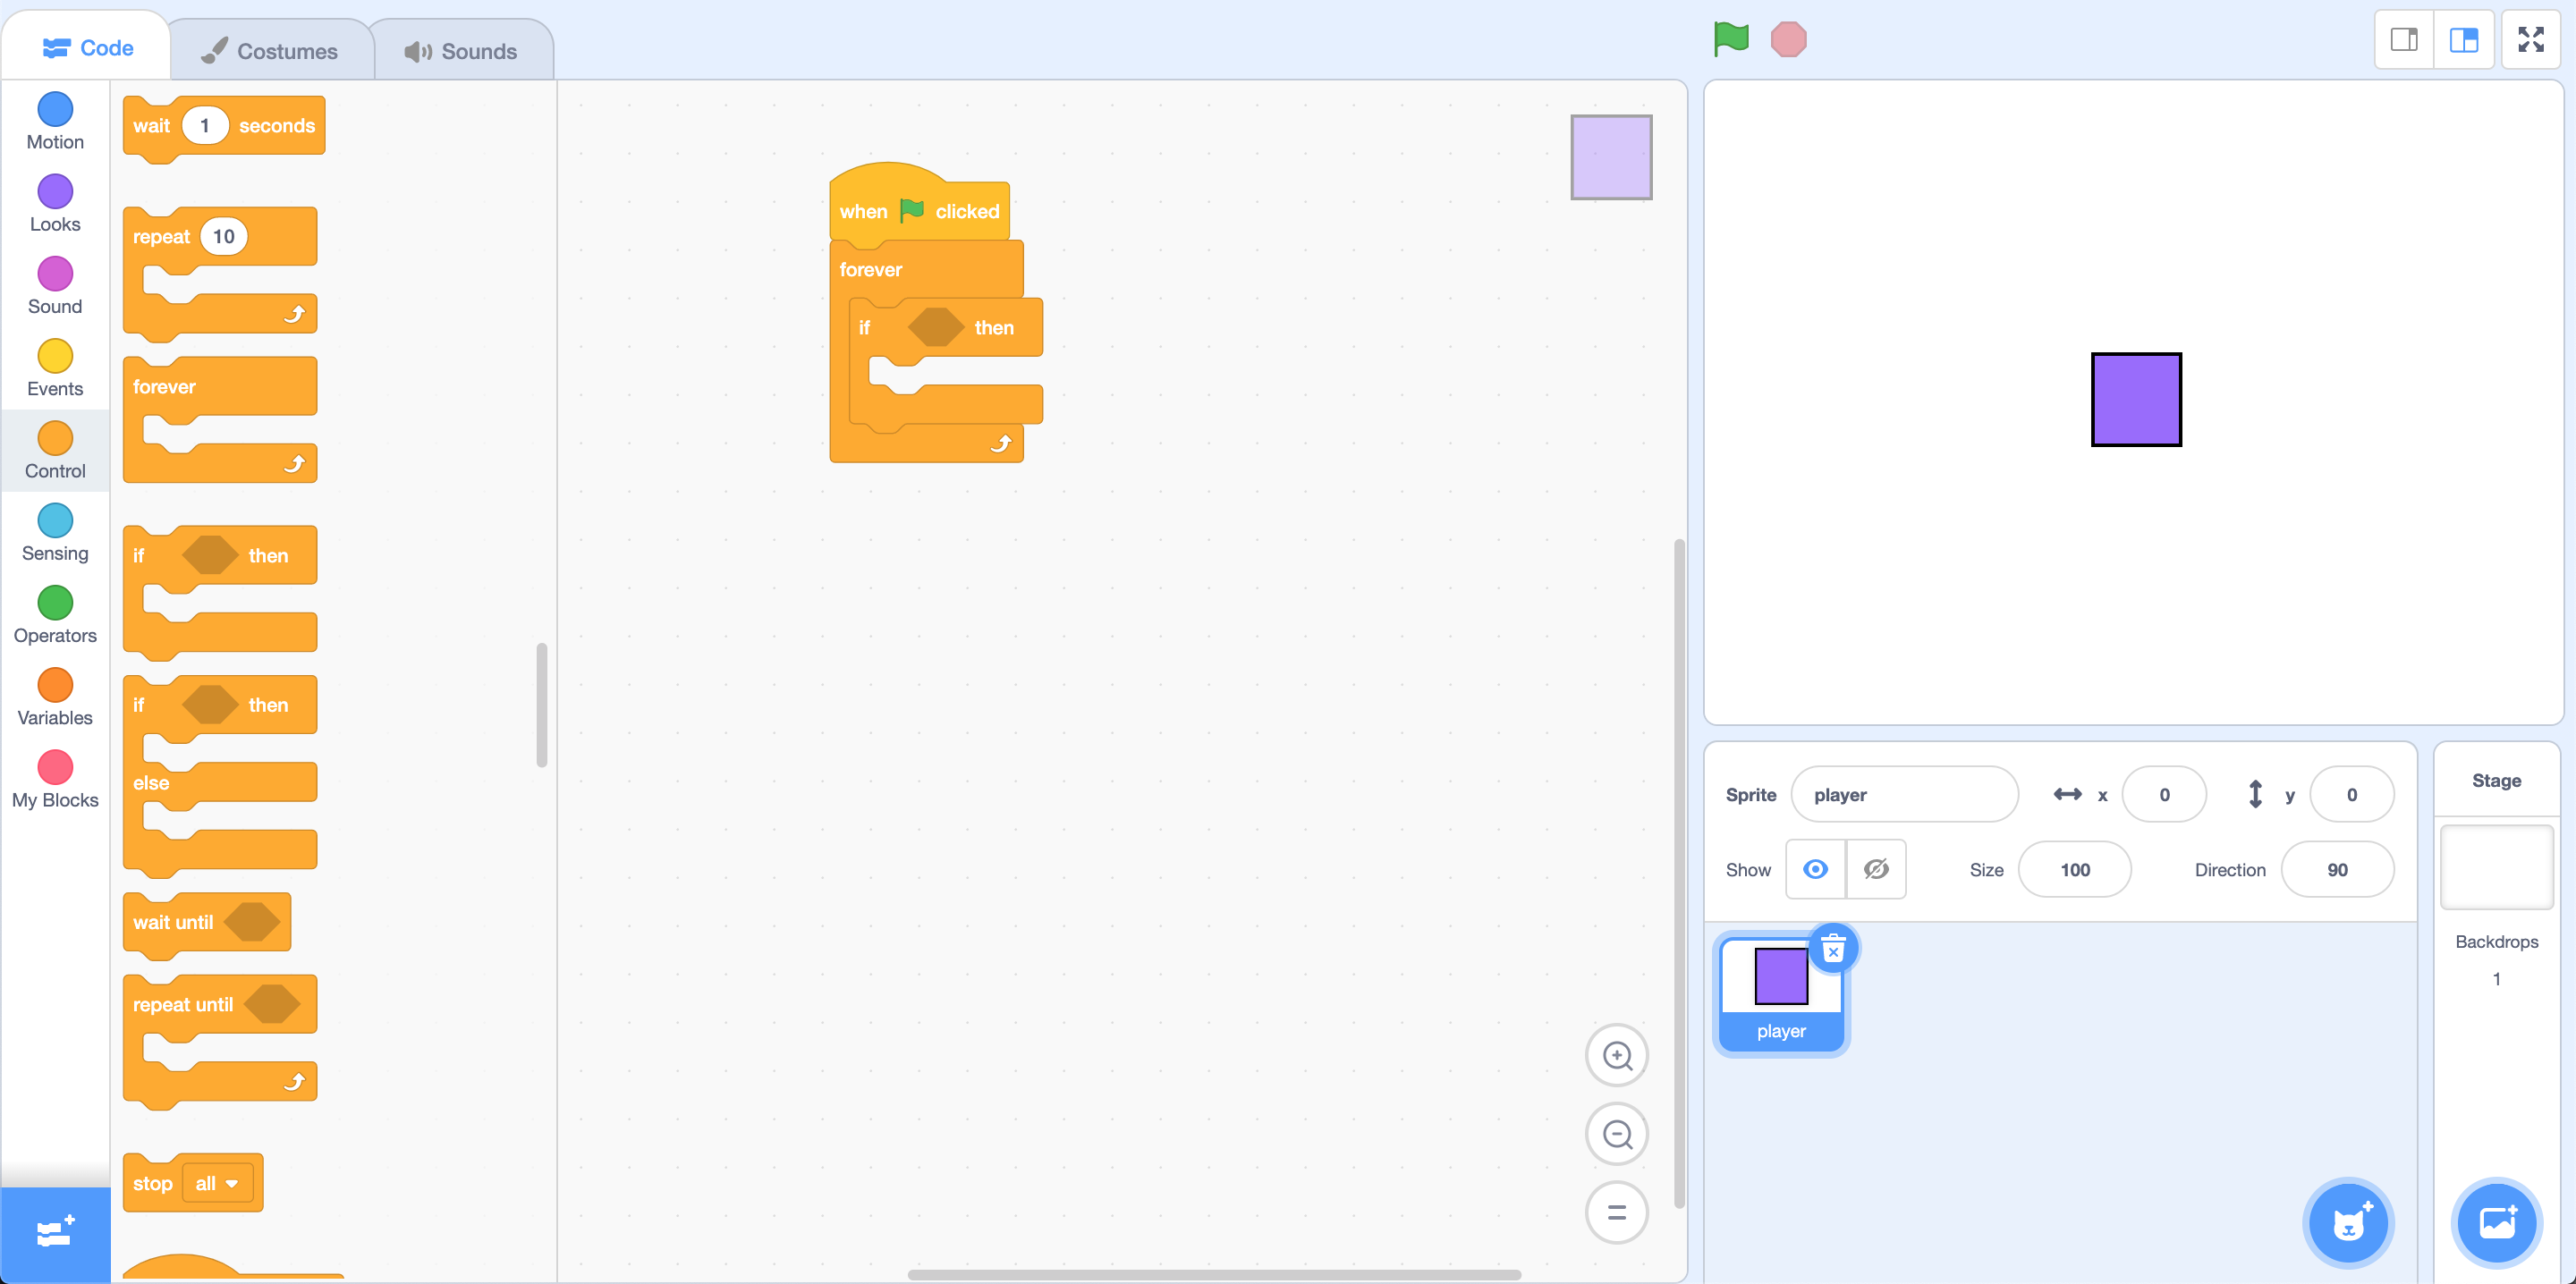 Code
Costumes
Sounds
Motion
Looks
Sound
Events
Control
Sensing
Operators
Variables
My Blocks
wait 1 seconds
repeat 10
forever
if then
if then
else
wait until
repeat until
stop all
when clicked
forever
if then
Sprite player x 0 y 0
Show Size 100 Direction 90
player
Stage
Backdrops
1